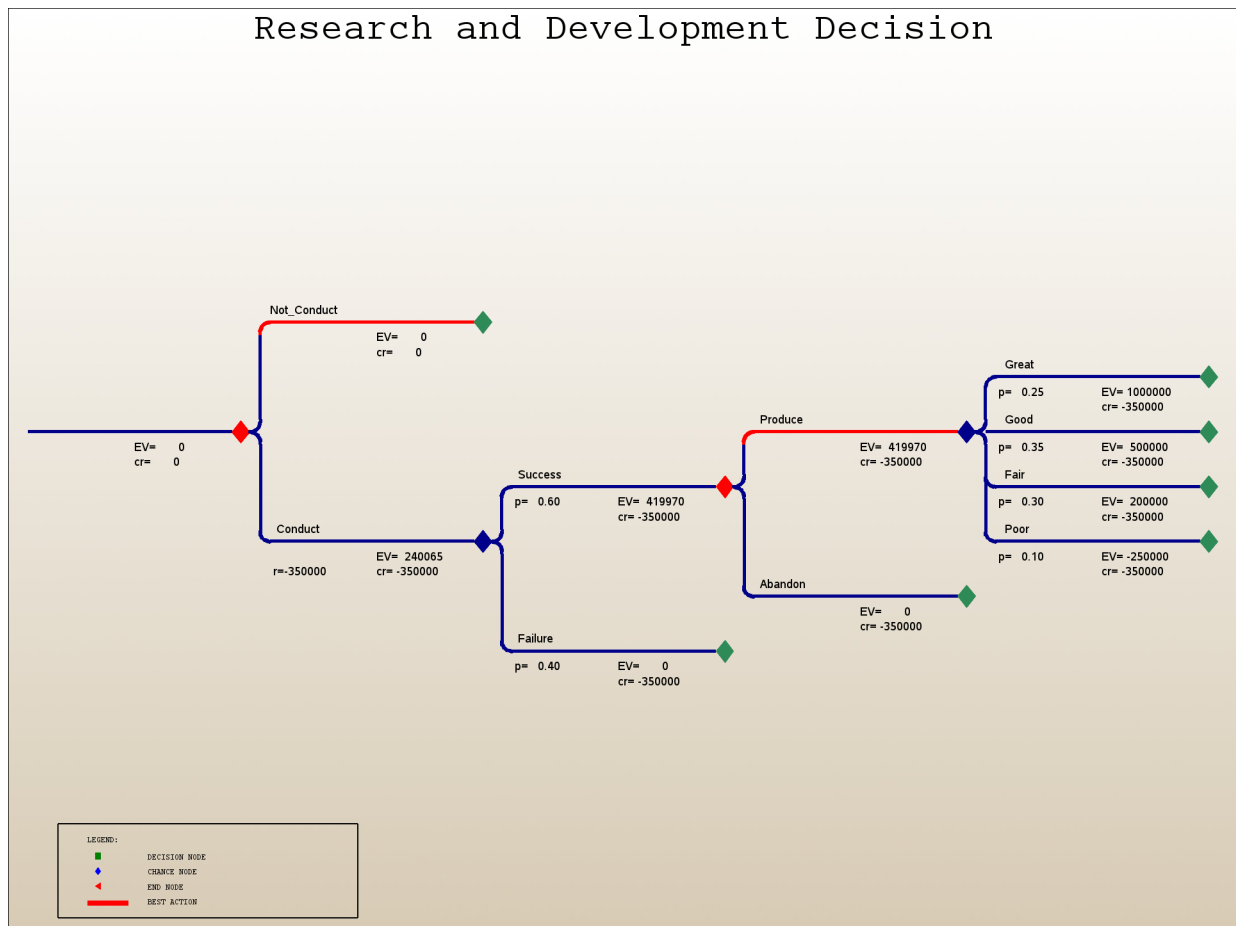 Research and Development Decision
Not_Conduct
EV= 0
cr= 0
EV= 0
cr= 0
Conduct
EV= 240065
r=-350000 cr= -350000
Success
p= 0.60 EV= 419970
cr= -350000
Failure
p= 0.40 EV= 0
cr= -350000
Produce
EV= 419970
cr= -350000
Abandon
EV= 0
cr= -350000
Great
p= 0.25 EV= 1000000
cr= -350000
Good
p= 0.35 EV= 500000
cr= -350000
Fair
p= 0.30 EV= 200000
cr= -350000
Poor
p= 0.10 EV= -250000
cr= -350000
LEGEND:
DECISION NODE
CHANCE NODE
END NODE
BEST ACTION